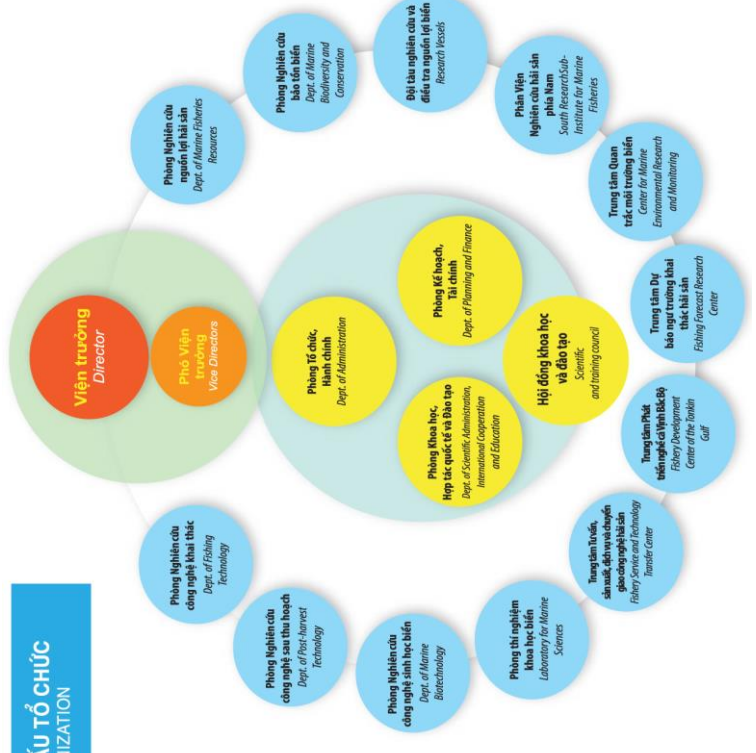 ẤU TỔ CHỨC
NIZATION
Viện trưởng
Director
Phó Viện
trưởng
Vice Directors
Phòng Tổ chức,
Hành chính
Dept. of Administration
Phòng Khoa học,
Hợp tác quốc tế và Đào tạo
Dept. of Scientific Administration,
International Cooperation
and Education
Phòng Kế hoạch,
Tài chính
Dept. of Planning and Finance
Hội đồng khoa học
và đào tạo
Scientific
and training council
Phòng Nghiên cứu
nguồn lợi hải sản
Dept. of Marine Fisheries
Resources
Phòng Nghiên cứu
bảo tồn biển
Dept. of Marine
Biodiversity and
Conservation
Đội tàu nghiên cứu và
điều tra nguồn lợi biển
Research Vessels
Phân Viện
Nghiên cứu hải sản
phía Nam
South ResearchSub-
Institute for Marine
Fisheries
Trung tâm Quan
trắc môi trường biển
Center for Marine
Environmental Research
and Monitoring
Trung tâm Dự
báo ngư trường khai
thác hải sản
Fishing Forecast Research
Center
Trung tâm Phát
triển nghề cá Vịnh Bắc Bộ
Fishery Development
Center of the Tonkin
Gulf
Trung tâm Tư vấn,
sản xuất, dịch vụ và chuyển
giao công nghệ hải sản
Fishery Service and Technology
Transfer Center
Phòng thí nghiệm
khoa học biển
Laboratory for Marine
Sciences
Phòng Nghiên cứu
công nghệ sinh học biển
Dept. of Marine
Biotechnology
Phòng Nghiên cứu
công nghệ sau thu hoạch
Dept. of Post-harvest
Technology
Phòng Nghiên cứu
công nghệ khai thác
Dept. of Fishing
Technology